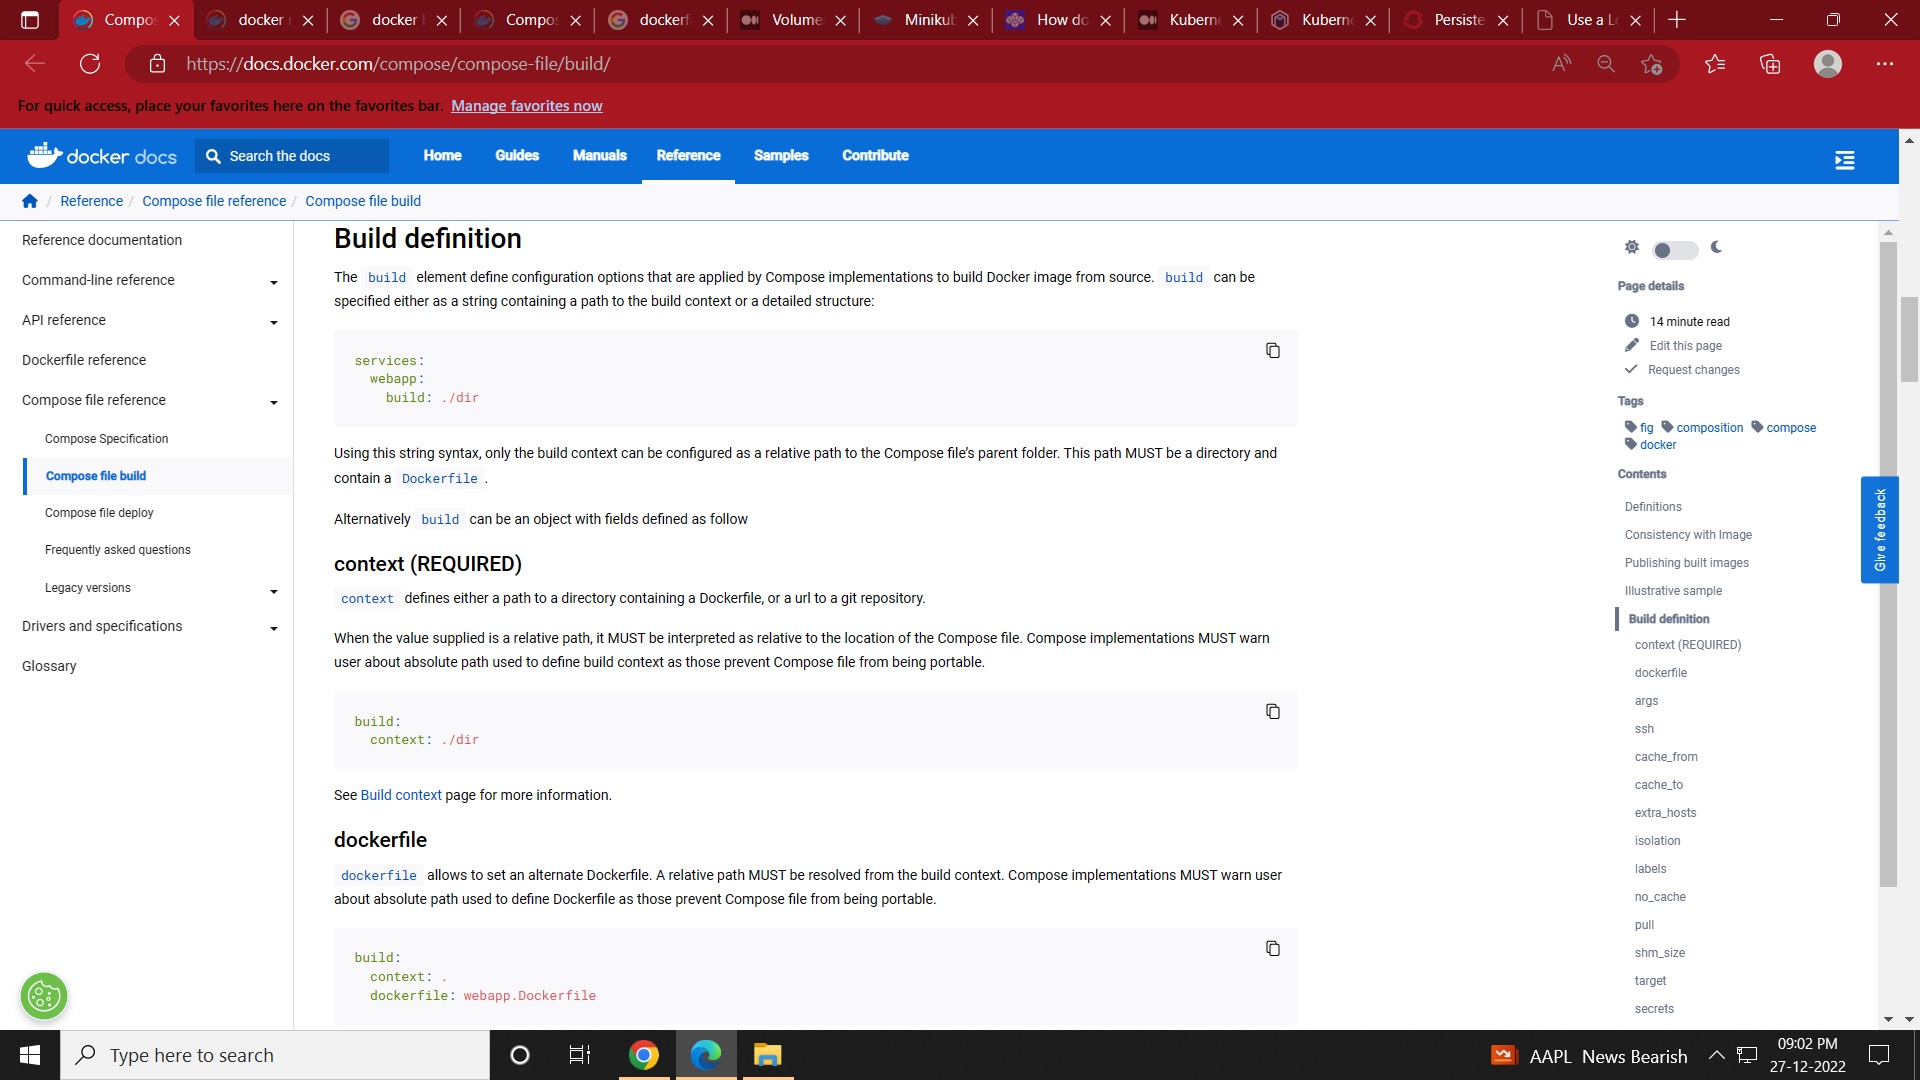 Compos
docker
docker
Compos
dockerf
Volume
Minikub
How do
Kuberne
Kuberne
Persiste
Use a Lo
https://docs.docker.com/compose/compose-file/build/
For quick access, place your favorites here on the favorites bar. Manage favorites now
docker docs
Search the docs
Home
Guides
Manuals
Reference
Samples
Contribute
/ Reference / Compose file reference / Compose file build
Reference documentation
Command-line reference
API reference
Dockerfile reference
Compose file reference
Compose Specification
Compose file build
Compose file deploy
Frequently asked questions
Legacy versions
Drivers and specifications
Glossary
Build definition
The build element define configuration options that are applied by Compose implementations to build Docker image from source. build can be
specified either as a string containing a path to the build context or a detailed structure:
services:
webapp:
build: ./dir
Using this string syntax, only the build context can be configured as a relative path to the Compose file's parent folder. This path MUST be a directory and
contain a Dockerfile .
Alternatively build can be an object with fields defined as follow
context (REQUIRED)
context defines either a path to a directory containing a Dockerfile, or a url to a git repository.
When the value supplied is a relative path, it MUST be interpreted as relative to the location of the Compose file. Compose implementations MUST warn
user about absolute path used to define build context as those prevent Compose file from being portable.
build:
context: ./dir
See Build context page for more information.
dockerfile
dockerfile allows to set an alternate Dockerfile. A relative path MUST be resolved from the build context. Compose implementations MUST warn user
about absolute path used to define Dockerfile as those prevent Compose file from being portable.
build:
context: .
dockerfile: webapp.Dockerfile
Page details
14 minute read
Edit this page
Request changes
Tags
fig composition compose
docker
Contents
Definitions
Consistency with Image
Publishing built images
Illustrative sample
Build definition
context (REQUIRED)
dockerfile
args
ssh
cache_from
cache_to
extra_hosts
isolation
labels
no_cache
pull
shm_size
target
secrets
Give feedback
Type here to search
AAPL News Bearish
09:02 PM
27-12-2022